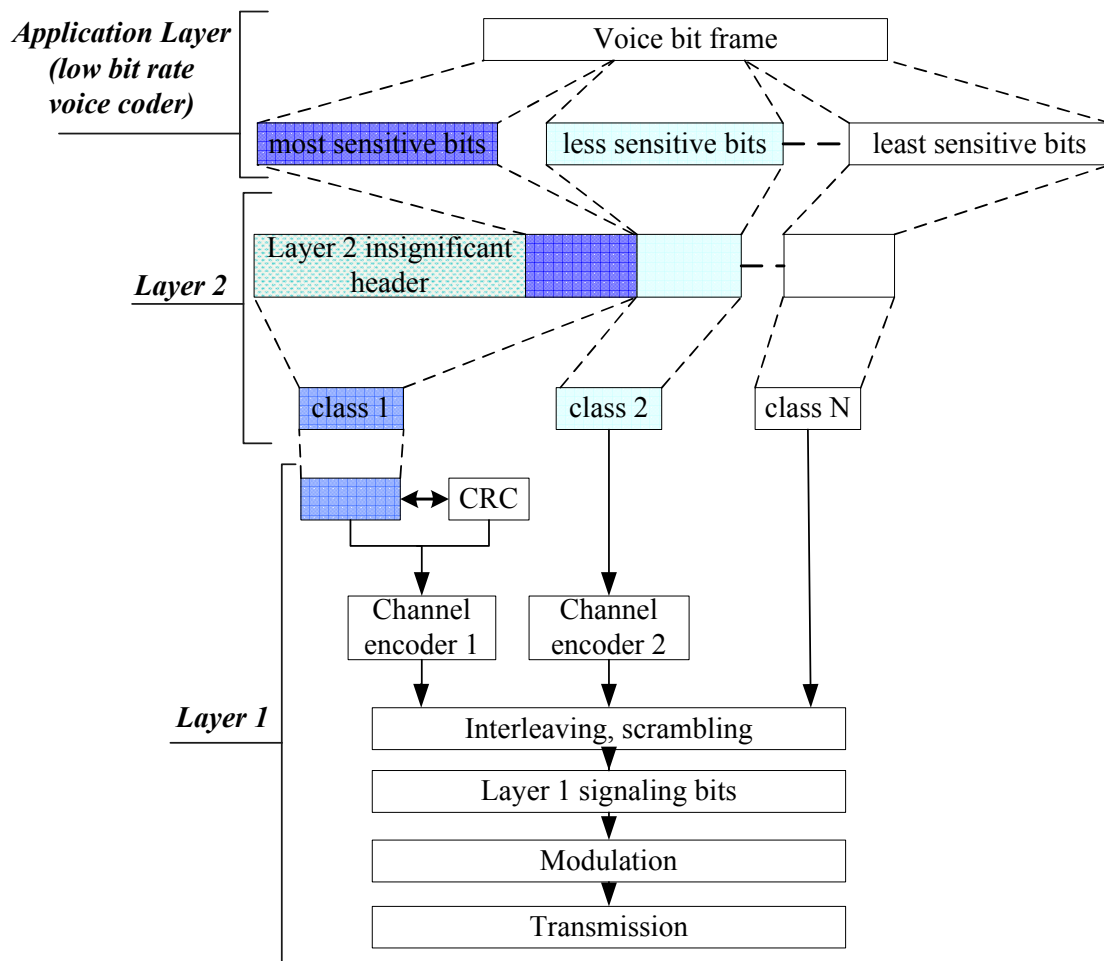 Application Layer
(low bit rate
voice coder)
Voice bit frame
most sensitive bits
less sensitive bits
least sensitive bits
Layer 2
Layer 2 insignificant
header
class 1
class 2
class N
Layer 1
CRC
Channel
encoder 1
Channel
encoder 2
Interleaving, scrambling
Layer 1 signaling bits
Modulation
Transmission